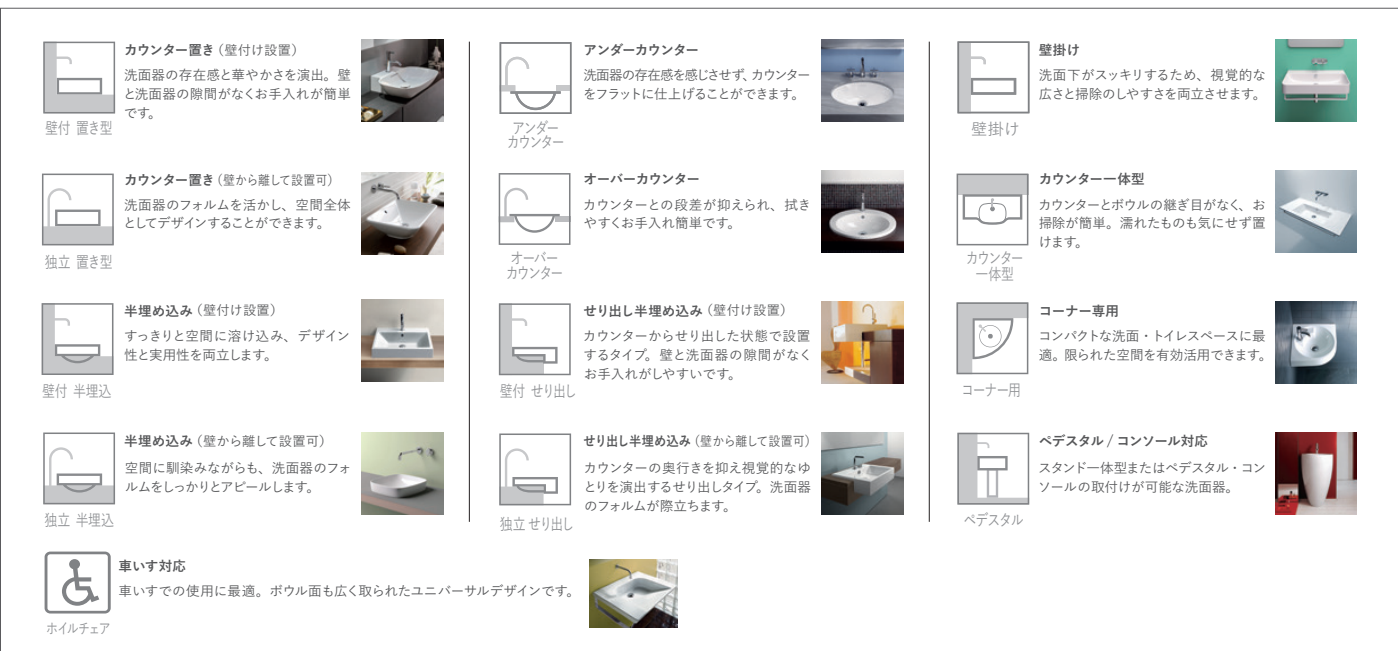 カウンター置き（壁付け設置）
洗面器の存在感と華やかさを演出。壁
と洗面器の隙間がなくお手入れが簡単
です。
壁付 置き型
カウンター置き（壁から離して設置可）
洗面器のフォルムを活かし、空間全体
としてデザインすることができます。
独立 置き型
半埋め込み（壁付け設置）
すっきりと空間に溶け込み、デザイン
性と実用性を両立します。
壁付 半埋込
半埋め込み（壁から離して設置可）
空間に馴染みながらも、洗面器のフォ
ルムをしっかりとアピールします。
独立 半埋込
アンダーカウンター
洗面器の存在感を感じさせず、カウンター
をフラットに仕上げることができます。
アンダー
カウンター
オーバーカウンター
カウンターとの段差が抑えられ、拭き
やすくお手入れ簡単です。
オーバー
カウンター
せり出し半埋め込み（壁付け設置）
カウンターからせり出した状態で設置
するタイプ。壁と洗面器の隙間がなく
お手入れがしやすいです。
壁付 せり出し
せり出し半埋め込み（壁から離して設置可）
カウンターの奥行きを抑え視覚的なゆ
とりを演出するせり出しタイプ。洗面器
のフォルムが際立ちます。
独立 せり出し
壁掛け
洗面下がスッキリするため、視覚的な
広さと掃除のしやすさを両立させます。
壁掛け
カウンター一体型
カウンターとボウルの継ぎ目がなく、お
掃除が簡単。濡れたものも気にせず置
けます。
カウンター
一体型
コーナー専用
コンパクトな洗面・トイレスペースに最
適。限られた空間を有効活用できます。
コーナー用
ペデスタル / コンソール対応
スタンド一体型またはペデスタル・コン
ソールの取付けが可能な洗面器。
ペデスタル
車いす対応
車いすでの使用に最適。ボウル面も広く取られたユニバーサルデザインです。
ホイルチェア